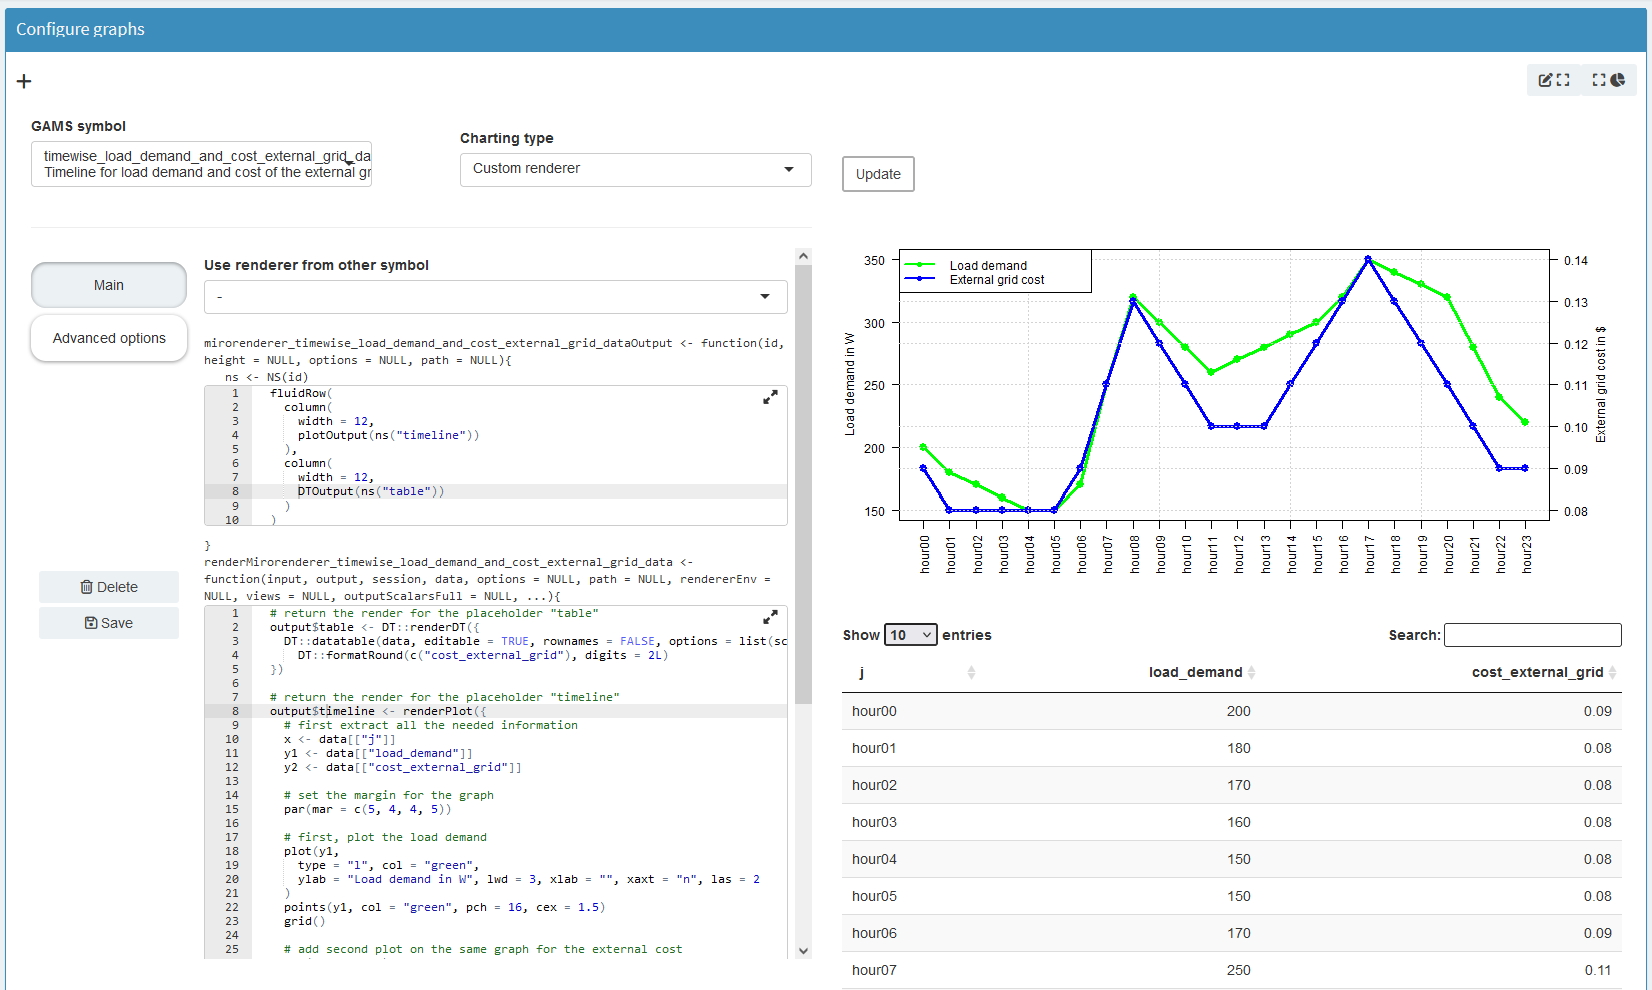 Configure graphs
GAMS symbol
timewise_load_demand_and_cost_external_grid_da
Timeline for load demand and cost of the external gr
Charting type
Custom renderer
Update
Main
Advanced options
Delete
Save
Use renderer from other symbol
-
mirorenderer_timewise_load_demand_and_cost_external_grid_dataOutput <- function(id,
height = NULL, options = NULL, path = NULL){
ns <- NS(id)
1 fluidRow(
2 column(
3 width = 12,
4 plotOutput(ns("timeline"))
5 ),
6 column(
7 width = 12,
8 DTOutput(ns("table"))
9 )
10 )
}
renderMirorenderer_timewise_load_demand_and_cost_external_grid_data <-
function(input, output, session, data, options = NULL, path = NULL, rendererEnv =
NULL, views = NULL, outputScalarsFull = NULL, ...){
1 # return the render for the placeholder "table"
2 output$table <- DT::renderDT({
3 DT::datatable(data, editable = TRUE, rownames = FALSE, options = list(sc
4 DT::formatRound(c("cost_external_grid"), digits = 2L)
5 })
6
7 # return the render for the placeholder "timeline"
8 output$timeline <- renderPlot({
9 # first extract all the needed information
10 x <- data[["j"]]
11 y1 <- data[["load_demand"]]
12 y2 <- data[["cost_external_grid"]]
13
14 # set the margin for the graph
15 par(mar = c(5, 4, 4, 5))
16
17 # first, plot the load demand
18 plot(y1,
19 type = "l", col = "green",
20 ylab = "Load demand in W", lwd = 3, xlab = "", xaxt = "n", las = 2
21 )
22 points(y1, col = "green", pch = 16, cex = 1.5)
23 grid()
24
25 # add second plot on the same graph for the external cost
Load demand
External grid cost
Load demand in W
350
300
250
200
150
0.14
0.13
0.12
0.11
0.10
0.09
0.08
External grid cost in $
hour00
hour01
hour02
hour03
hour04
hour05
hour06
hour07
hour08
hour09
hour10
hour11
hour12
hour13
hour14
hour15
hour16
hour17
hour18
hour19
hour20
hour21
hour22
hour23
Show 10 entries
Search:
j load_demand cost_external_grid
hour00 200 0.09
hour01 180 0.08
hour02 170 0.08
hour03 160 0.08
hour04 150 0.08
hour05 150 0.08
hour06 170 0.09
hour07 250 0.11